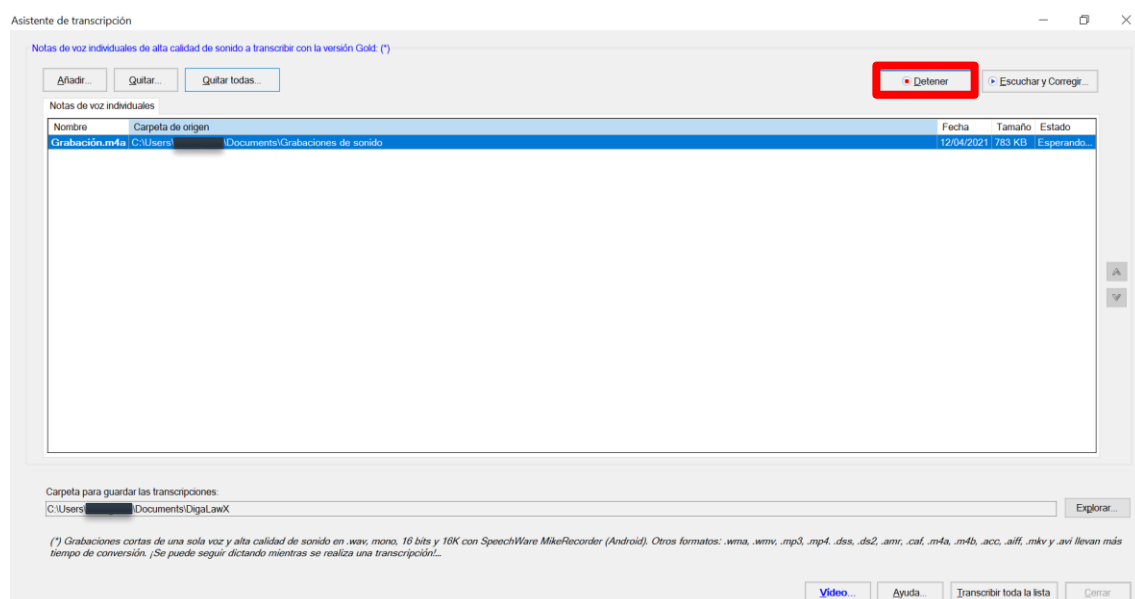 Asistente de transcripción
Notas de voz individuales de alta calidad de sonido a transcribir con la versión Gold: (*)
Añadir... Quitar... Quitar todas... Detener Escuchar y Corregir...
Notas de voz individuales
Nombre Carpeta de origen Fecha Tamaño Estado
Grabación.m4a C:\Users\ \Documents\Grabaciones de sonido 12/04/2021 783 KB Esperando...
Carpeta para guardar las transcripciones:
C:\Users\ \Documents\DigaLawX Explorar...
(*) Grabaciones cortas de una sola voz y alta calidad de sonido en .wav, mono, 16 bits y 16K con SpeechWare MikeRecorder (Android). Otros formatos: .wma, .wmv, .mp3, .mp4. .dss, .ds2, .amr, .caf, .m4a, .m4b, .acc, .aiff, .mkv y .avi llevan más
tiempo de conversión. ¡Se puede seguir dictando mientras se realiza una transcripción!...
Vídeo... Ayuda... Transcribir toda la lista Cerrar